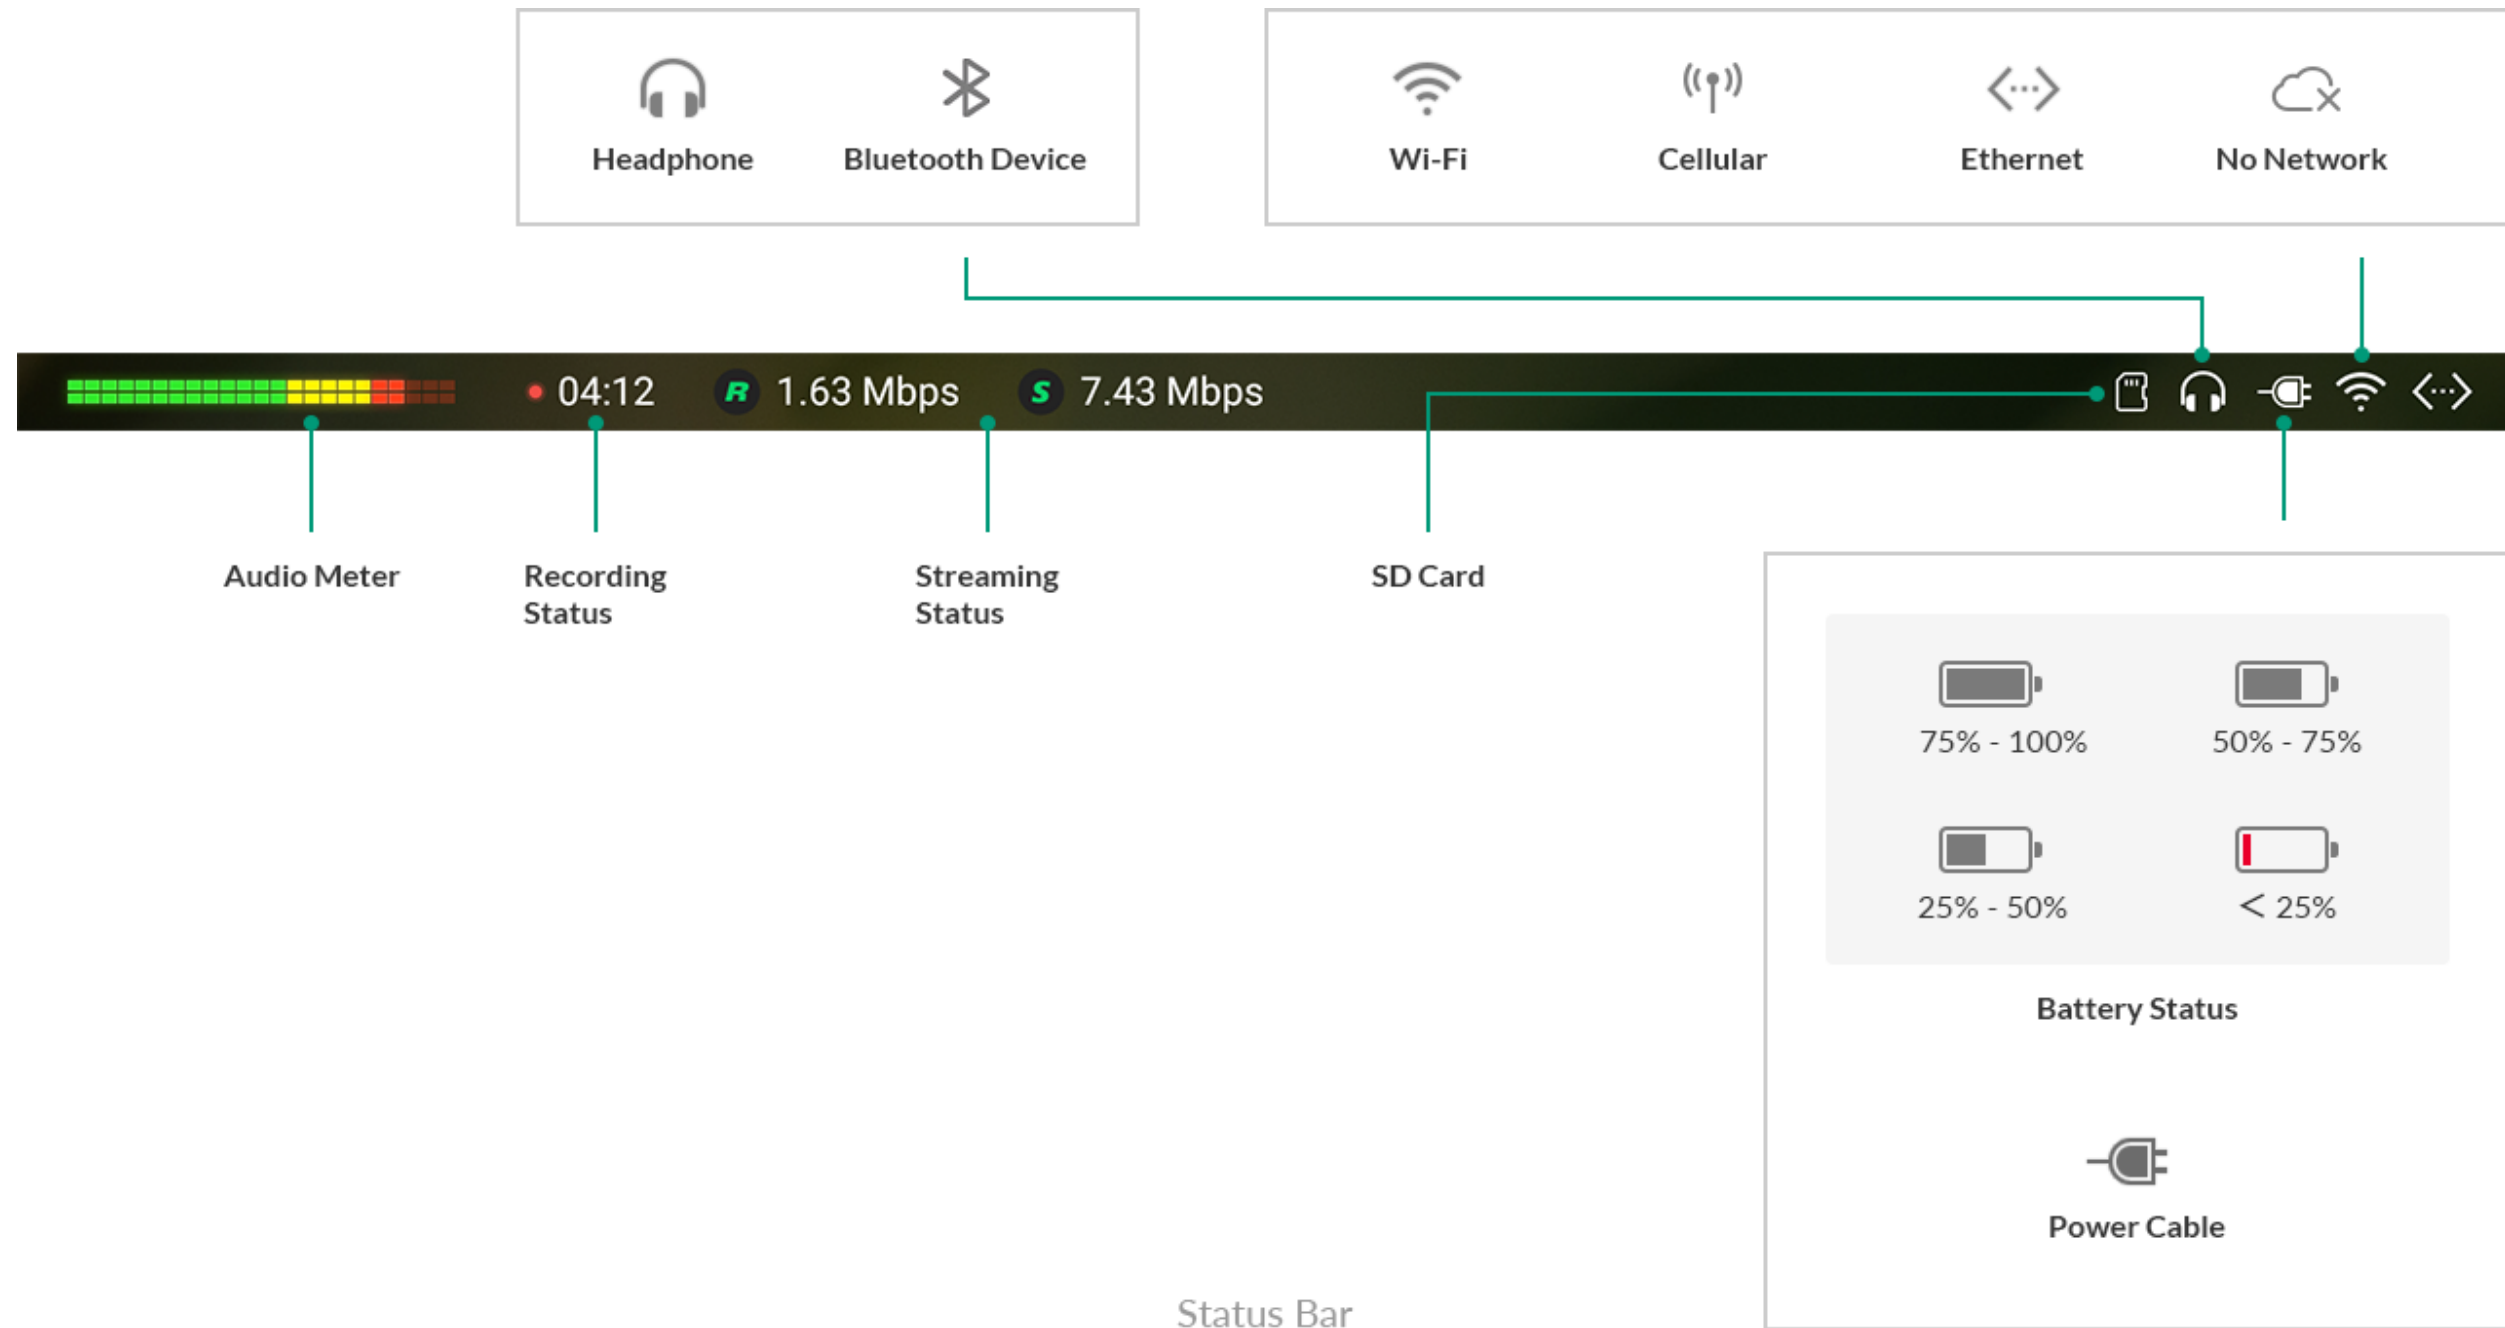 Headphone
Bluetooth Device
Wi-Fi
Cellular
Ethernet
No Network
04:12
R 1.63 Mbps
S 7.43 Mbps
Audio Meter
Recording
Status
Streaming
Status
SD Card
75% - 100%
50% - 75%
25% - 50%
< 25%
Battery Status
Power Cable
Status Bar